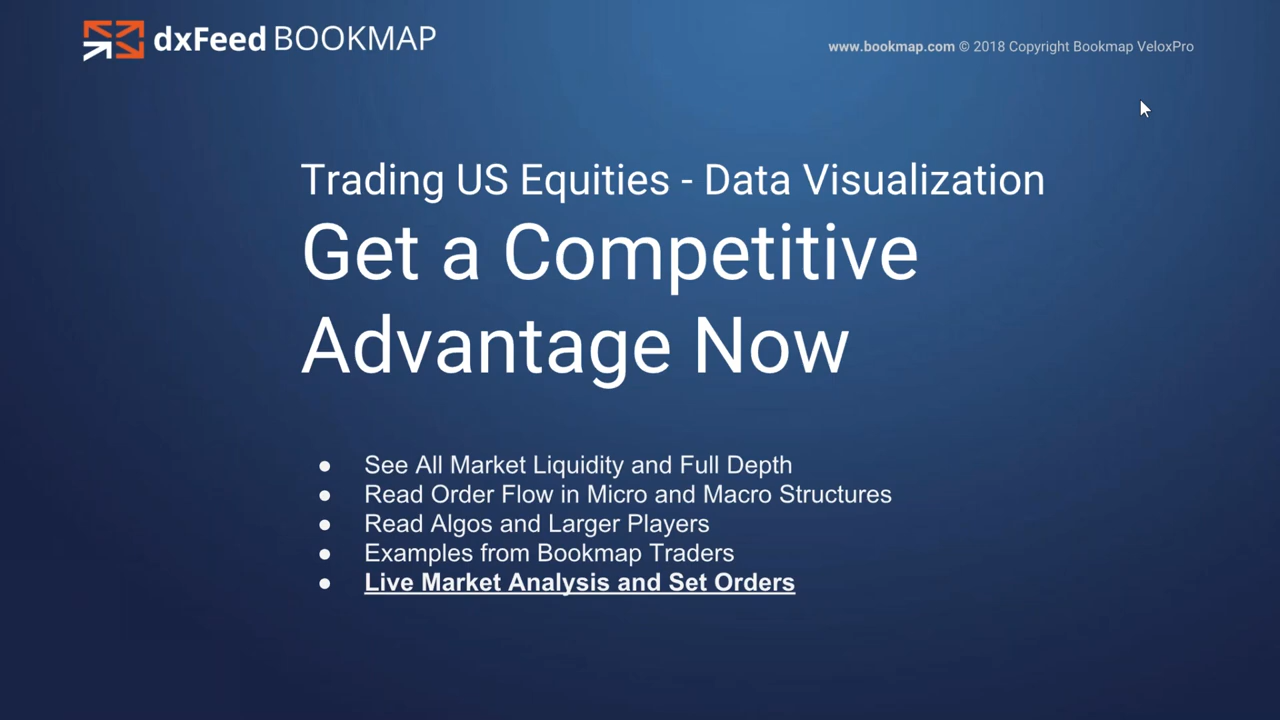 dxFeed BOOKMAP
www.bookmap.com © 2018 Copyright Bookmap VeloxPro
Trading US Equities - Data Visualization
Get a Competitive
Advantage Now
● See All Market Liquidity and Full Depth
● Read Order Flow in Micro and Macro Structures
● Read Algos and Larger Players
● Examples from Bookmap Traders
● Live Market Analysis and Set Orders